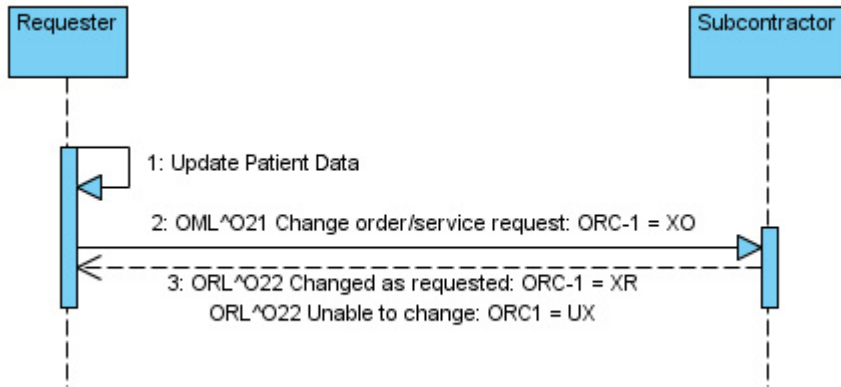 Requester
Subcontractor
1: Update Patient Data
2: OML^O21 Change order/service request: ORC-1 = XO
3: ORL^O22 Changed as requested: ORC-1 = XR
ORL^O22 Unable to change: ORC1 = UX